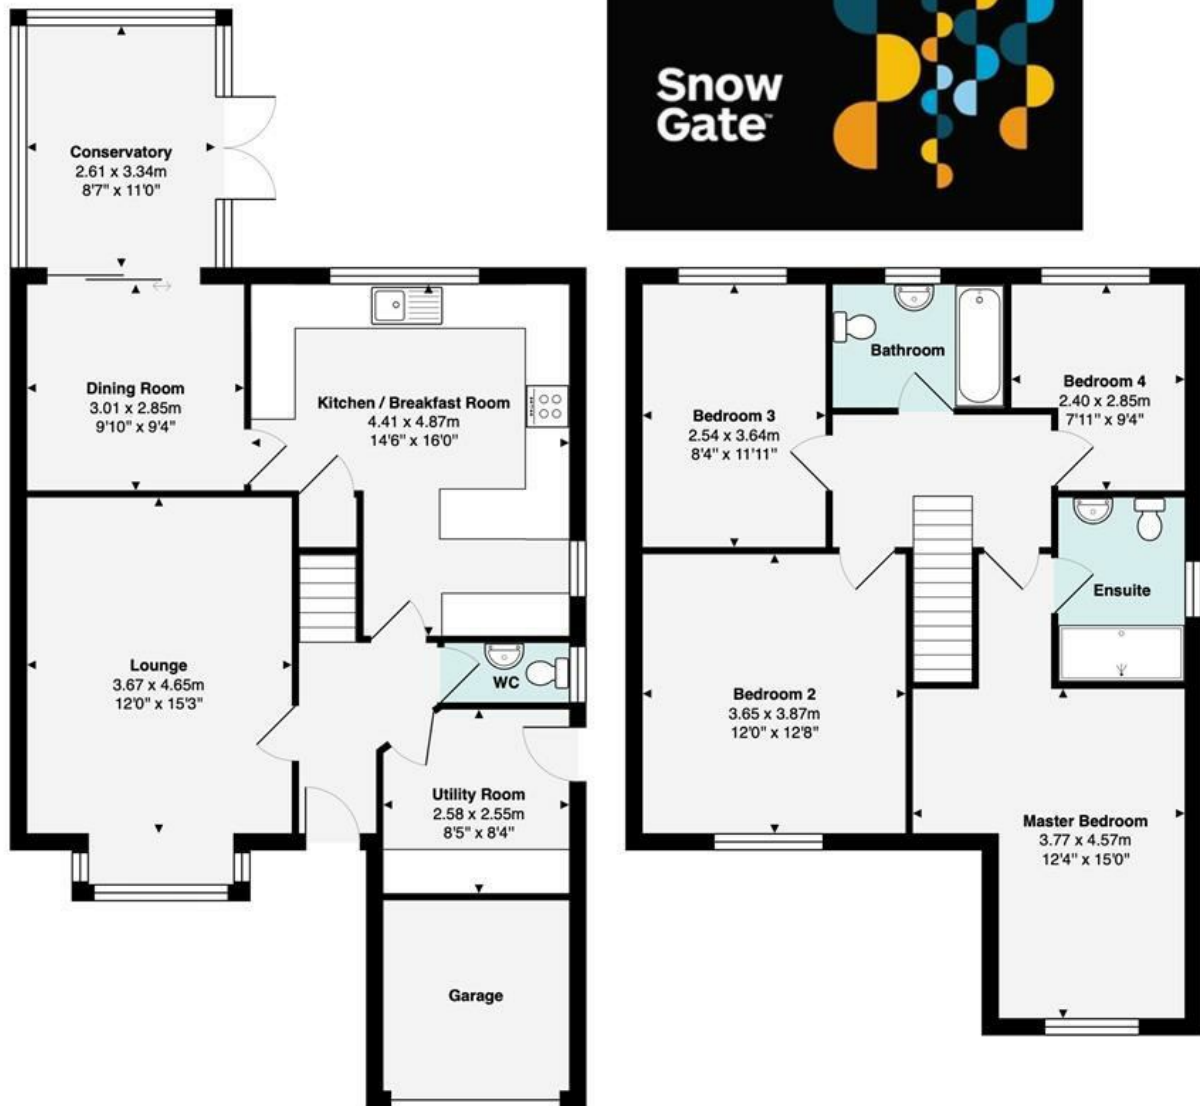 Snow
Gate™
Conservatory
2.61 x 3.34m
8'7" x 11'0"
Dining Room
3.01 x 2.85m
9'10" x 9'4"
Kitchen / Breakfast Room
4.41 x 4.87m
14'6" x 16'0"
Lounge
3.67 x 4.65m
12'0" x 15'3"
WC
Utility Room
2.58 x 2.55m
8'5" x 8'4"
Garage
Bedroom 3
2.54 x 3.64m
8'4" x 11'11"
Bathroom
Bedroom 4
2.40 x 2.85m
7'11" x 9'4"
Ensuite
Bedroom 2
3.65 x 3.87m
12'0" x 12'8"
Master Bedroom
3.77 x 4.57m
12'4" x 15'0"